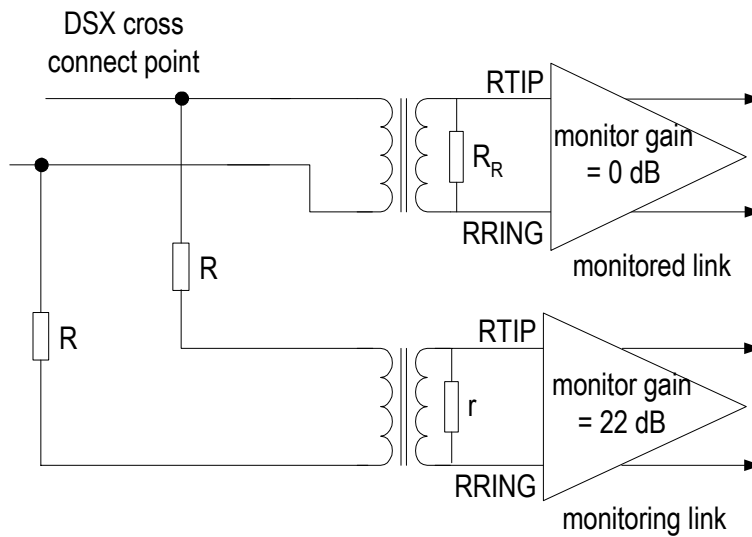 DSX cross
connect point
RTIP
monitor gain
= 0 dB
R_R
RRING
monitored link
R
R
RTIP
monitor gain
= 22 dB
r
RRING
monitoring link